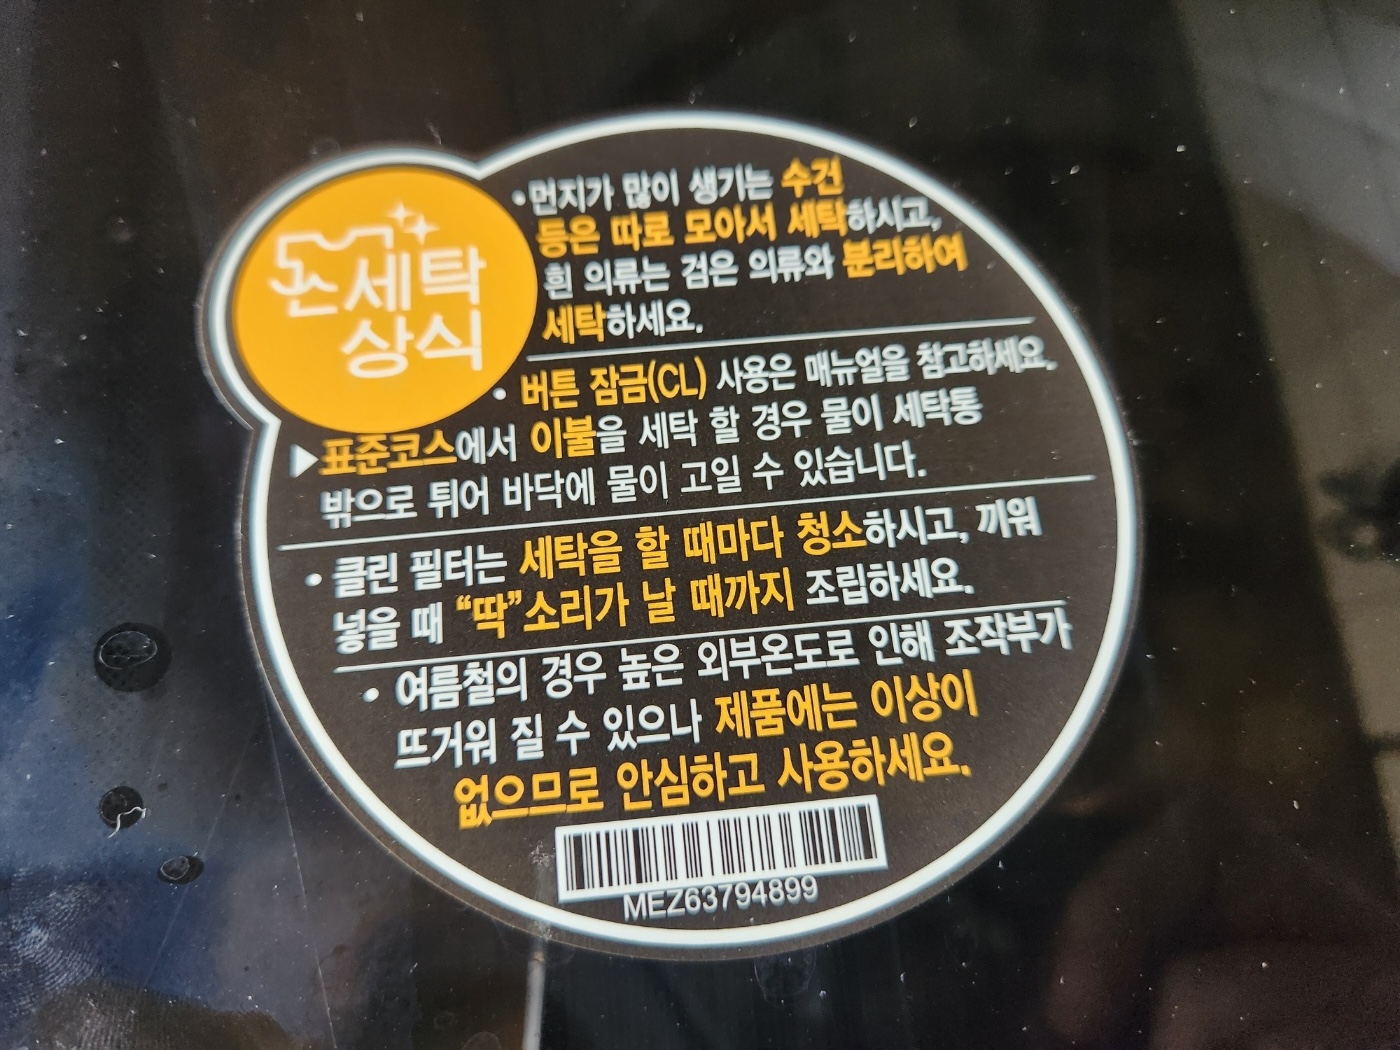 손세탁
상식
• 먼지가 많이 생기는 수건
등은 따로 모아서 세탁하시고,
흰 의류는 검은 의류와 분리하여
세탁하세요.
• 버튼 잠금(CL) 사용은 매뉴얼을 참고하세요.
▶표준코스에서 이불을 세탁 할 경우 물이 세탁통
밖으로 튀어 바닥에 물이 고일 수 있습니다.
• 클린 필터는 세탁을 할 때마다 청소하시고, 끼워
넣을 때 “딱”소리가 날 때까지 조립하세요.
• 여름철의 경우 높은 외부온도로 인해 조작부가
뜨거워 질 수 있으나 제품에는 이상이
없으므로 안심하고 사용하세요.
MEZ63794899